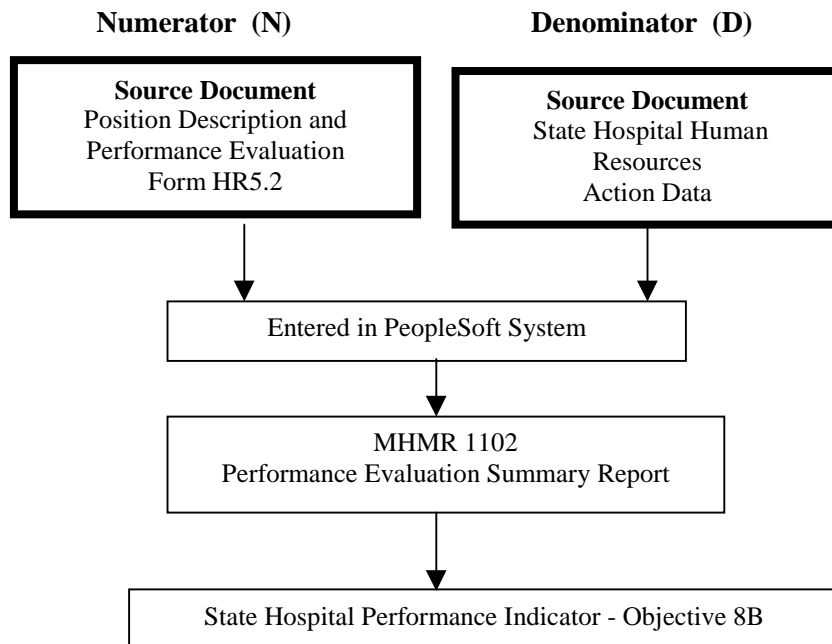 Numerator (N)
Denominator (D)
Source Document
Position Description and
Performance Evaluation
Form HR5.2
Source Document
State Hospital Human
Resources
Action Data
Entered in PeopleSoft System
MHMR 1102
Performance Evaluation Summary Report
State Hospital Performance Indicator - Objective 8B